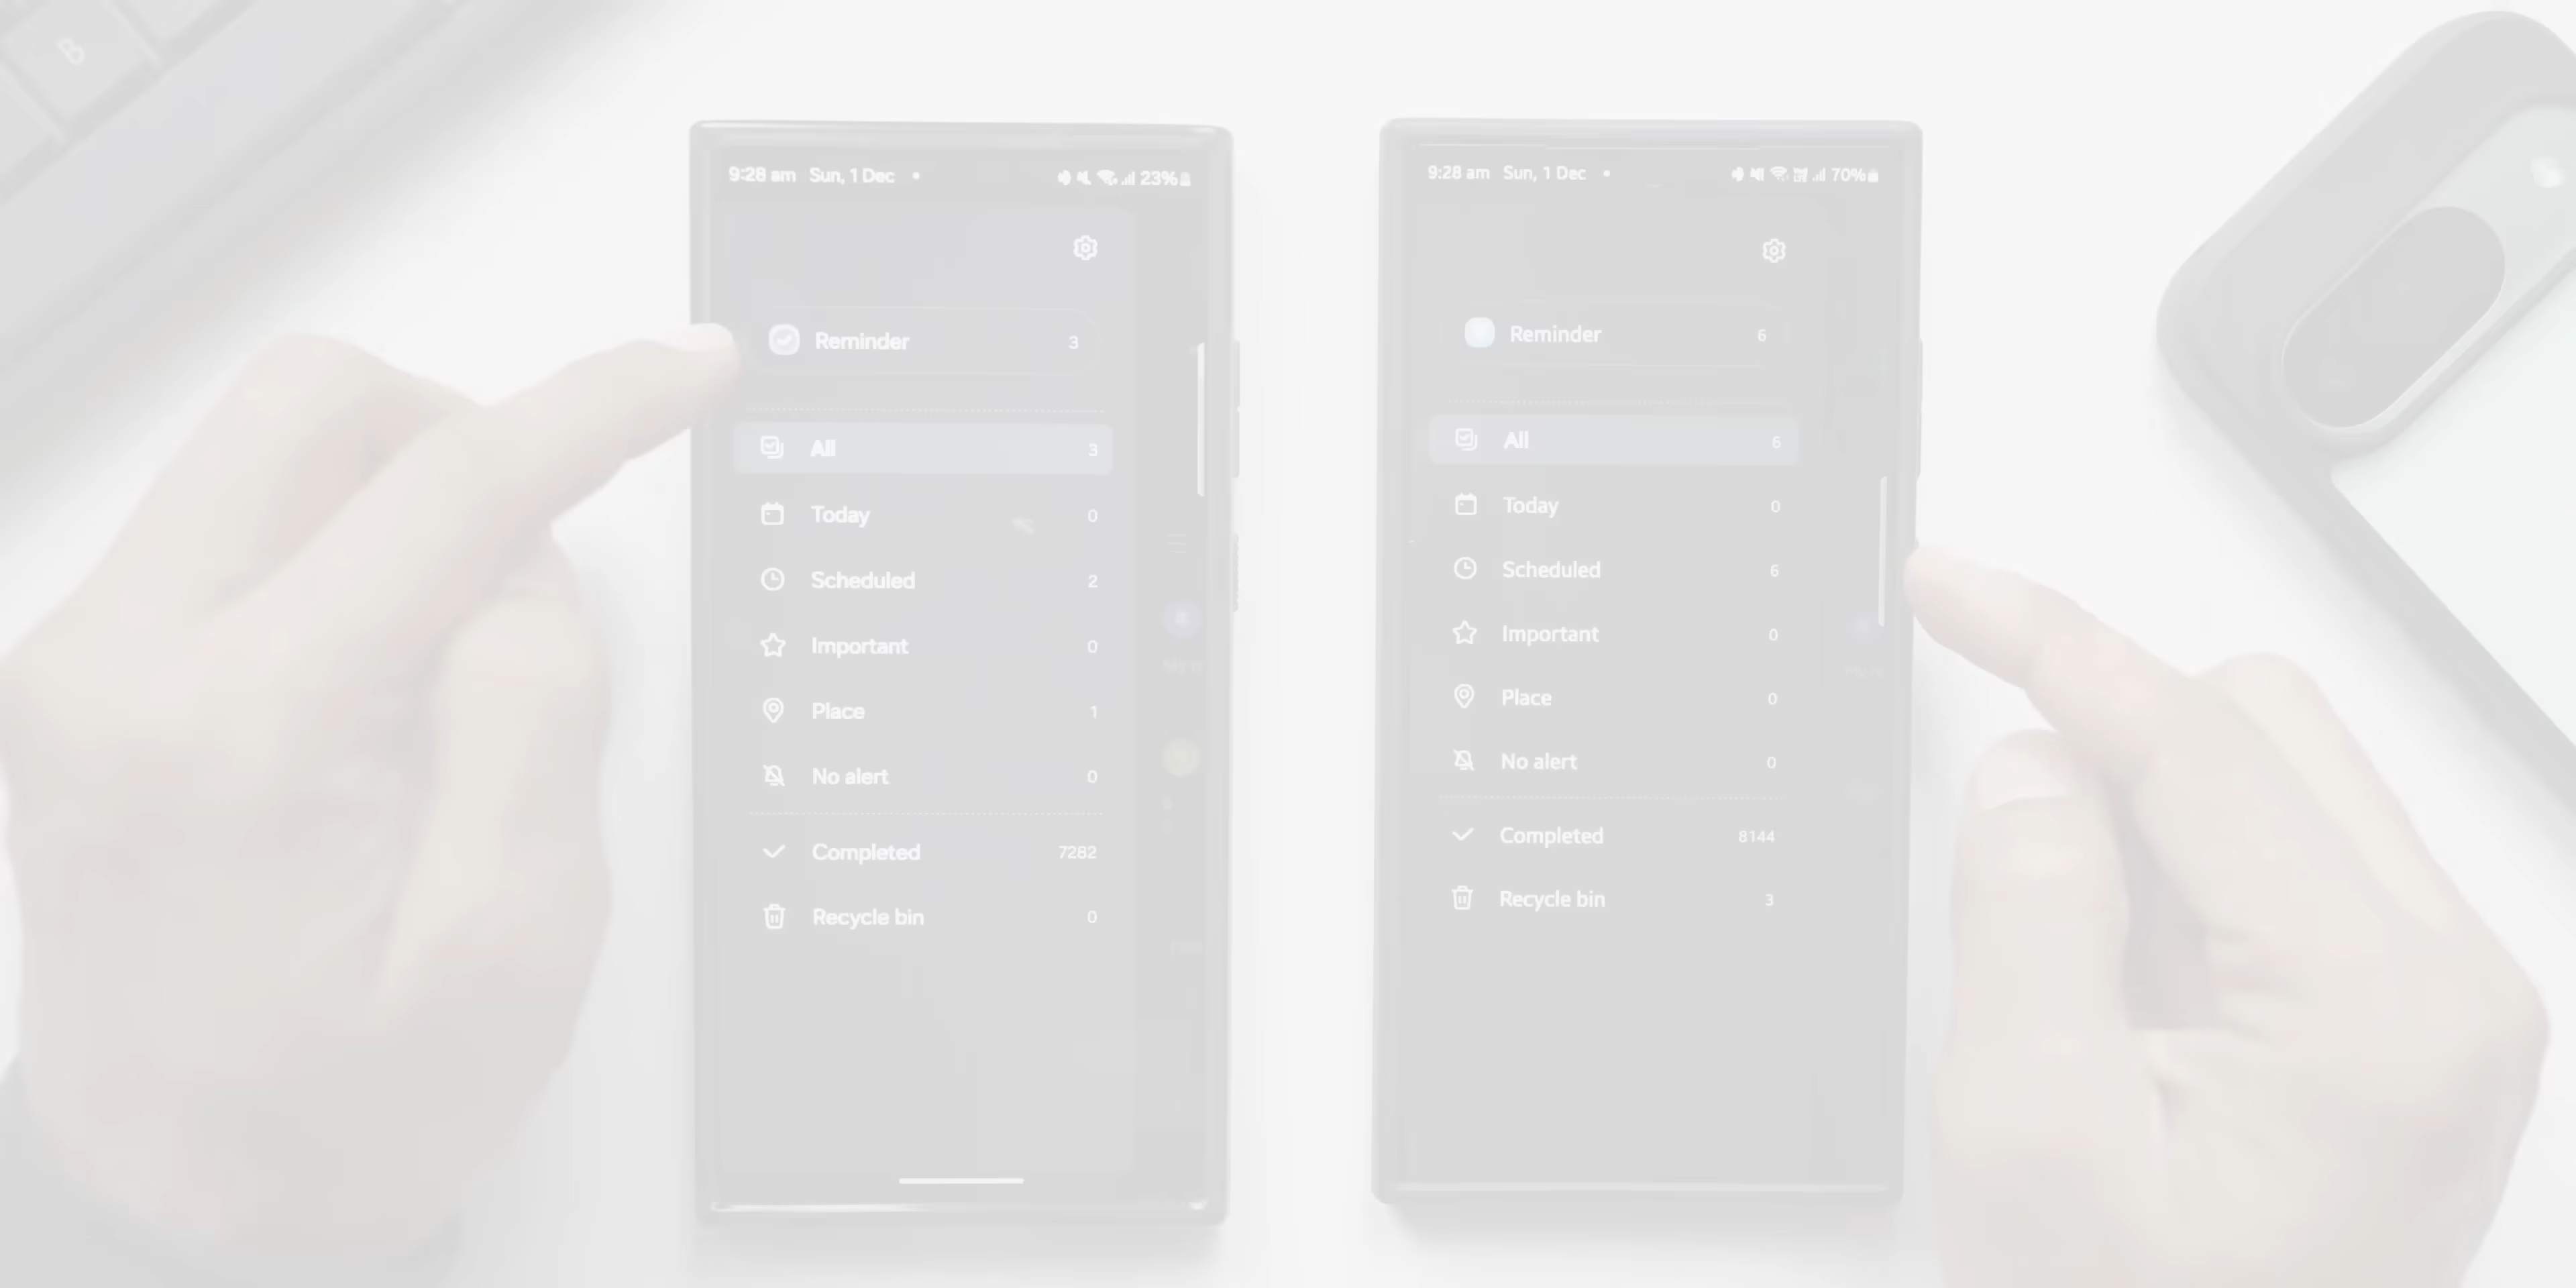 B
9:28 am Sun, 1 Dec 23%
Reminder 3
All 3
Today 0
Scheduled 2
Important 0
Place 1
No alert 0
Completed 7282
Recycle bin 0
9:28 am Sun, 1 Dec 70%
Reminder 6
All 6
Today 0
Scheduled 6
Important 0
Place 0
No alert 0
Completed 8144
Recycle bin 3